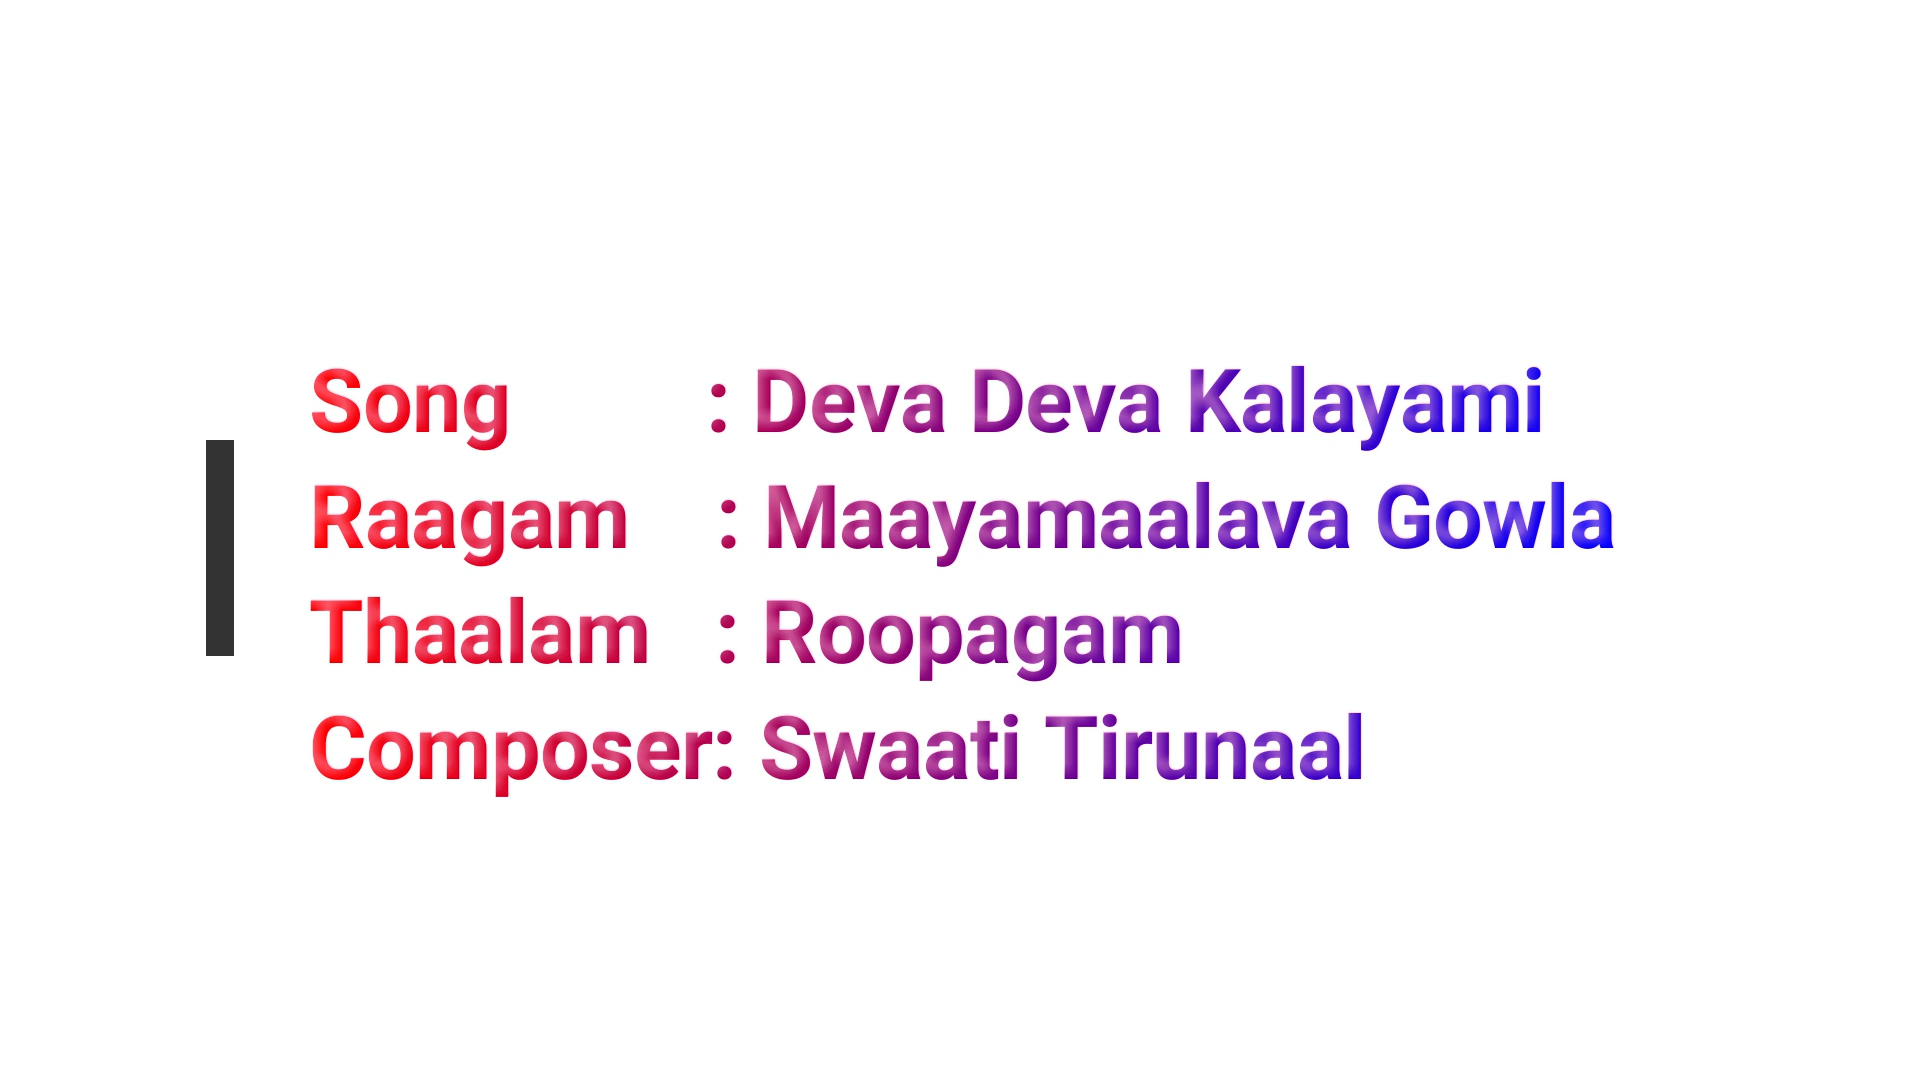 Song : Deva Deva Kalayami
Raagam : Maayamaalava Gowla
Thaalam : Roopagam
Composer: Swaati Tirunaal